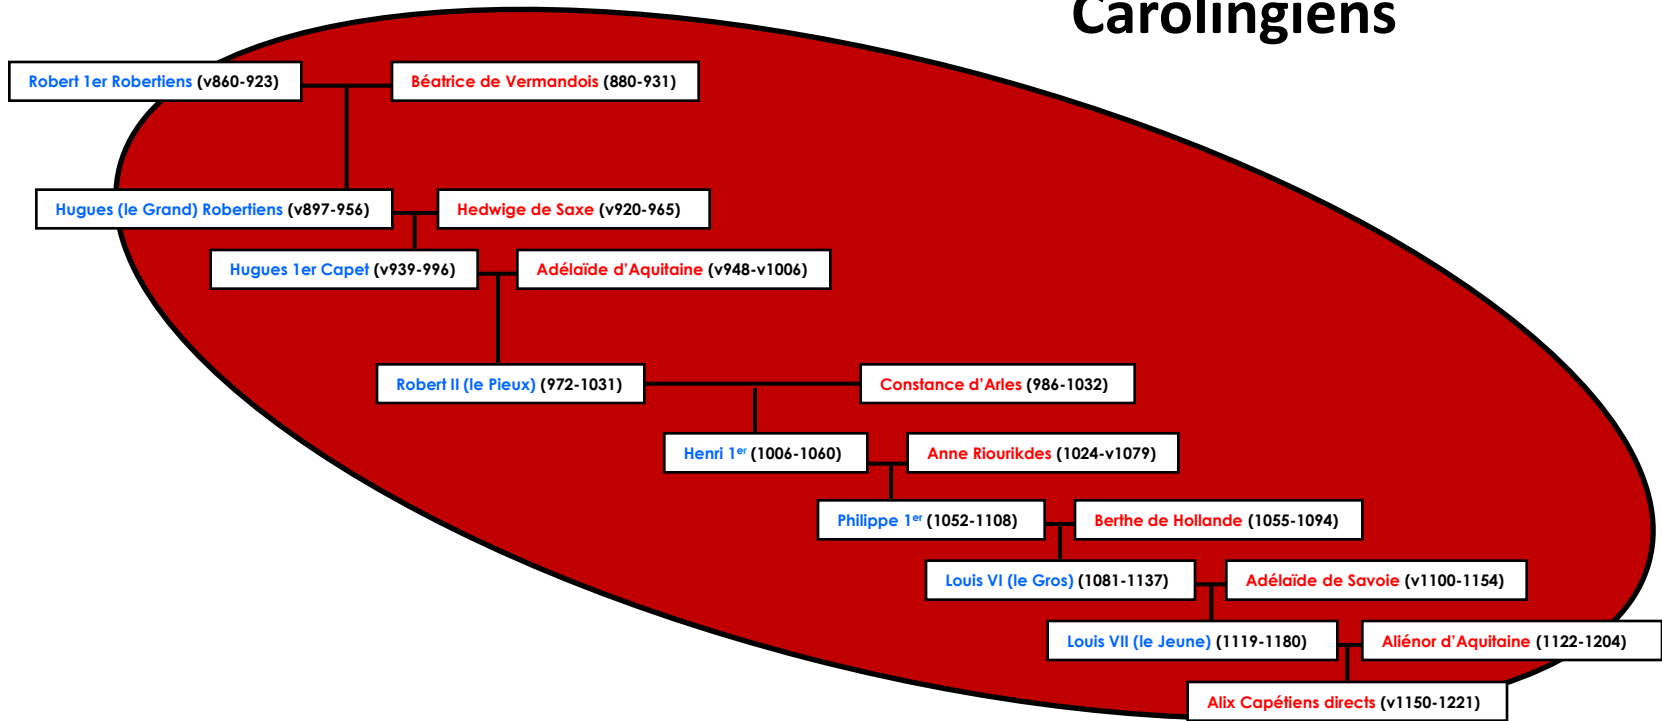 Carolingiens
Robert 1er Robertiens (v860-923)
Béatrice de Vermandois (880-931)
Hugues (le Grand) Robertiens (v897-956)
Hedwige de Saxe (v920-965)
Hugues 1er Capet (v939-996)
Adélaïde d’Aquitaine (v948-v1006)
Robert II (le Pieux) (972-1031)
Constance d’Arles (986-1032)
Henri 1er (1006-1060)
Anne Riourikdes (1024-v1079)
Philippe 1er (1052-1108)
Berthe de Hollande (1055-1094)
Louis VI (le Gros) (1081-1137)
Adélaïde de Savoie (v1100-1154)
Louis VII (le Jeune) (1119-1180)
Aliénor d’Aquitaine (1122-1204)
Alix Capétiens directs (v1150-1221)